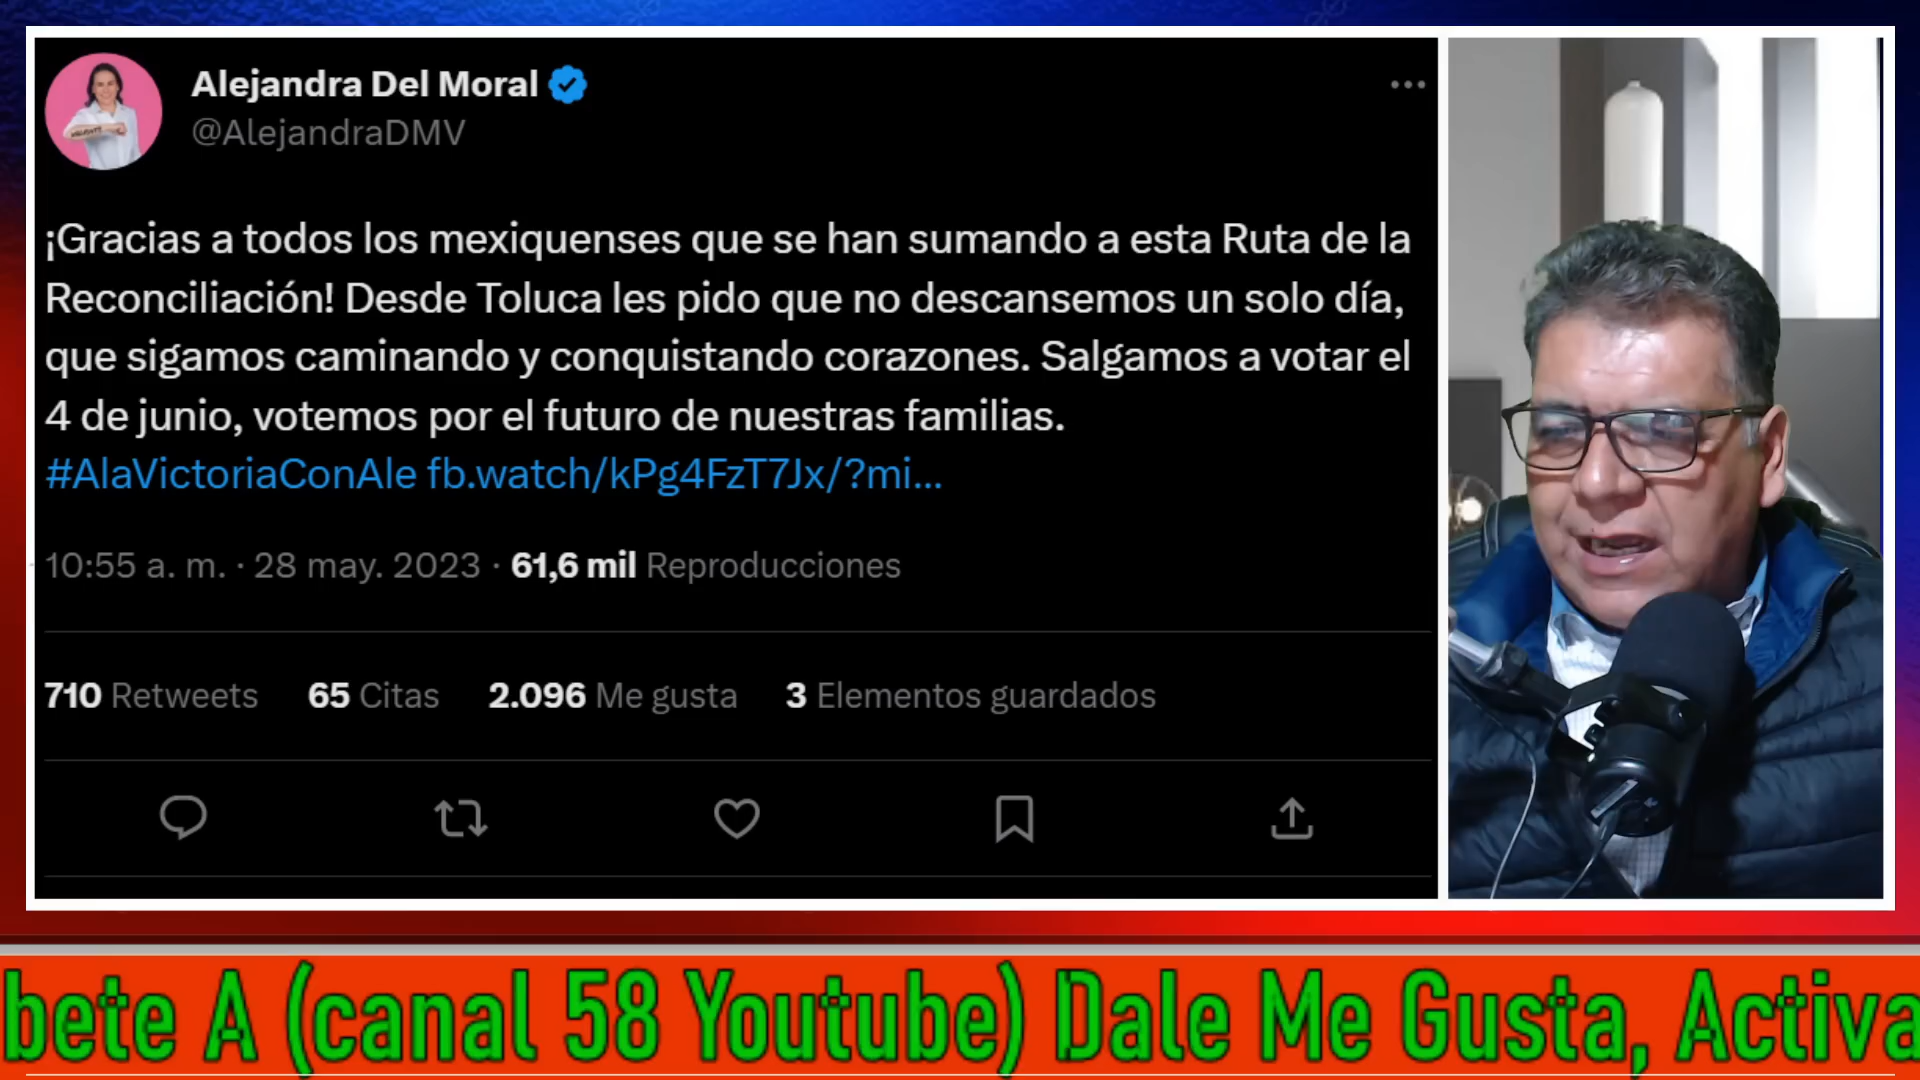 Alejandra Del Moral
@AlejandraDMV
¡Gracias a todos los mexiquenses que se han sumando a esta Ruta de la
Reconciliación! Desde Toluca les pido que no descansemos un solo día,
que sigamos caminando y conquistando corazones. Salgamos a votar el
4 de junio, votemos por el futuro de nuestras familias.
#AlaVictoriaConAle fb.watch/kPg4FzT7Jx/?mi...
10:55 a. m. · 28 may. 2023 · 61,6 mil Reproducciones
710 Retweets 65 Citas 2.096 Me gusta 3 Elementos guardados
bete A (canal 58 Youtube) Dale Me Gusta, Activa